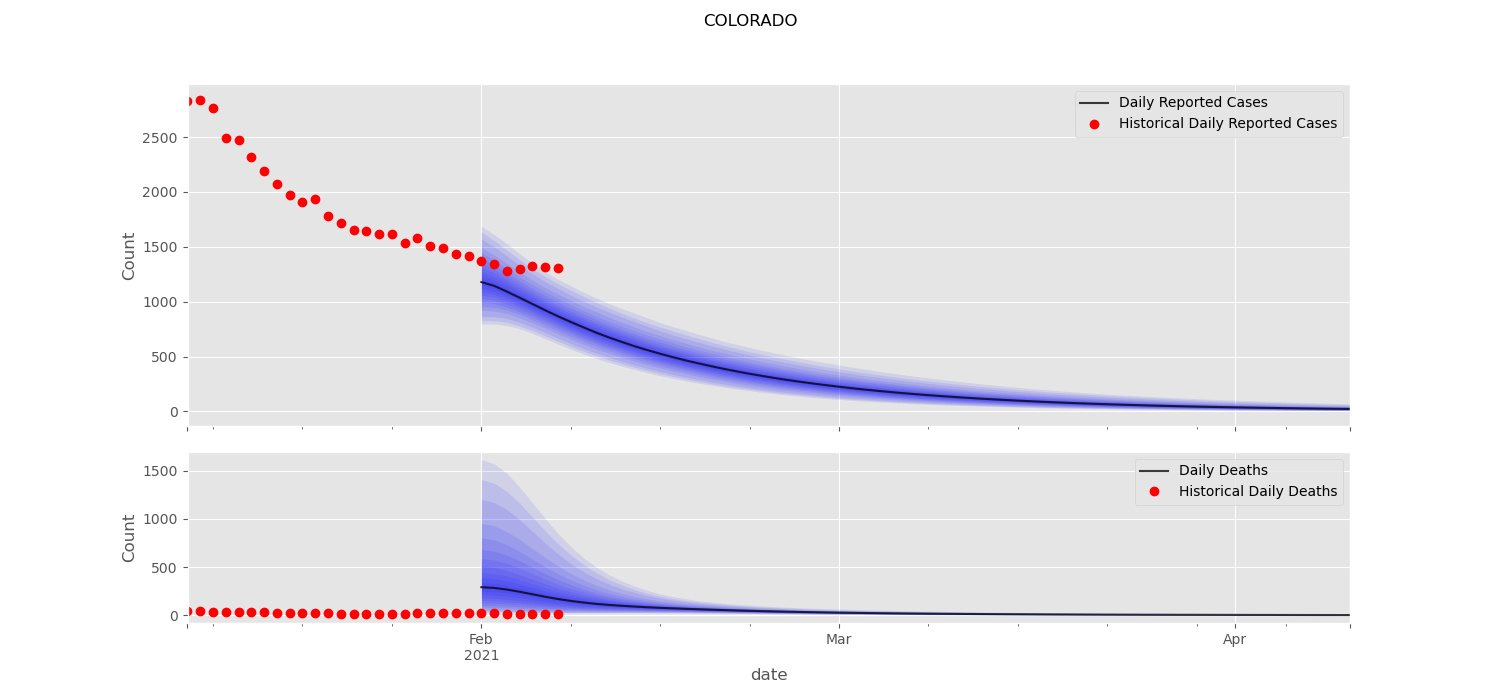 COLORADO
Daily Reported Cases
Historical Daily Reported Cases
2500
2000
1500
1000
500
0
Count
Daily Deaths
Historical Daily Deaths
1500
1000
500
0
Count
Feb
2021
Mar
Apr
date